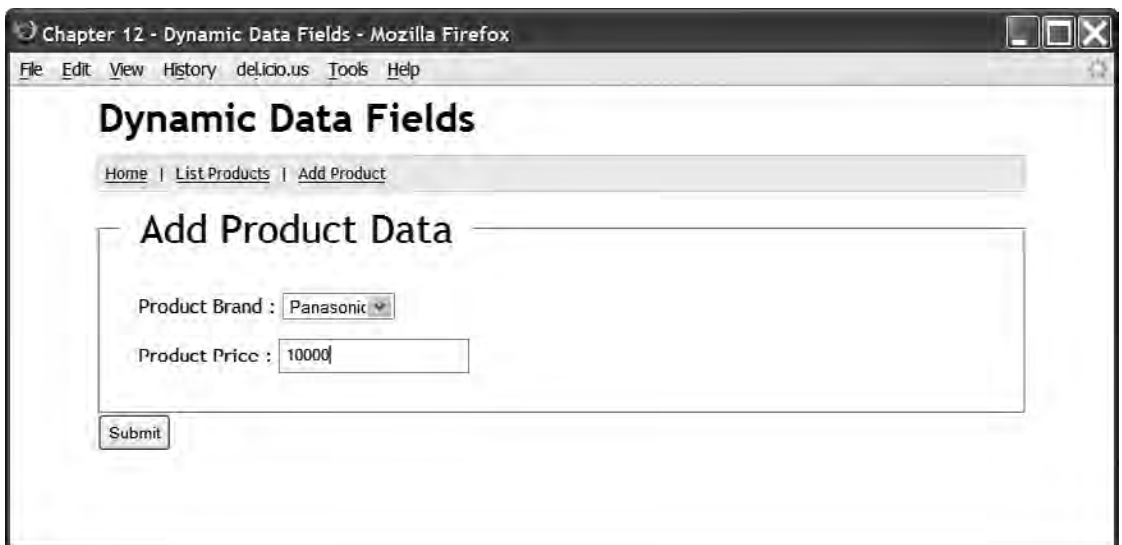 Chapter 12 - Dynamic Data Fields - Mozilla Firefox
File Edit View History del.icio.us Tools Help
Dynamic Data Fields
Home | List Products | Add Product
Add Product Data
Product Brand : Panasonic
Product Price : 10000
Submit